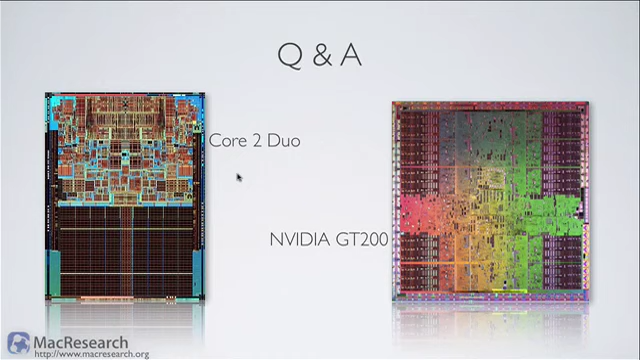 Q & A
Core 2 Duo
NVIDIA GT200
MacResearch
http://www.macresearch.org